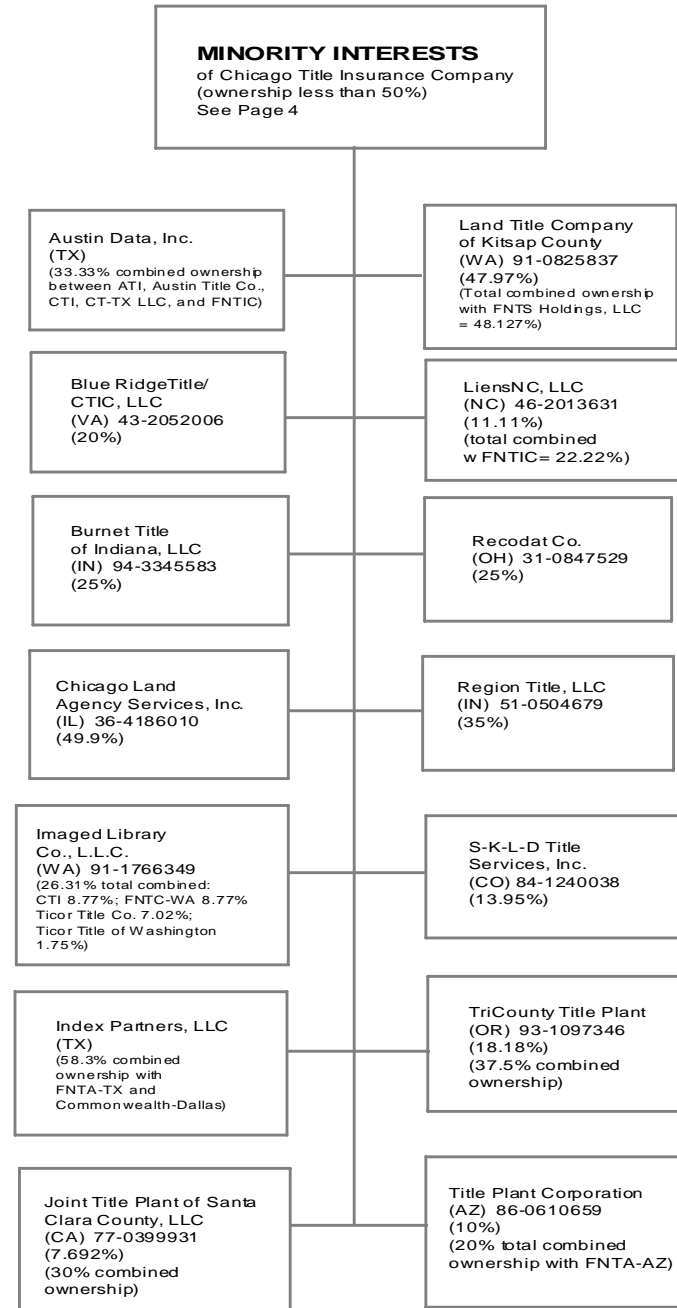 MINORITY INTERESTS
of Chicago Title Insurance Company
(ownership less than 50%)
See Page 4
Austin Data, Inc.
(TX)
(33.33% combined ownership
between ATI, Austin Title Co.,
CTI, CT-TX LLC, and FNTIC)
Land Title Company
of Kitsap County
(WA) 91-0825837
(47.97%)
(Total combined ownership
with FNTS Holdings, LLC
= 48.127%)
Blue RidgeTitle/
CTIC, LLC
(VA) 43-2052006
(20%)
LiensNC, LLC
(NC) 46-2013631
(11.11%)
(total combined
w FNTIC= 22.22%)
Burnet Title
of Indiana, LLC
(IN) 94-3345583
(25%)
Recodat Co.
(OH) 31-0847529
(25%)
Chicago Land
Agency Services, Inc.
(IL) 36-4186010
(49.9%)
Region Title, LLC
(IN) 51-0504679
(35%)
Imaged Library
Co., L.L.C.
(WA) 91-1766349
(26.31% total combined:
CTI 8.77%; FNTC-WA 8.77%
Ticor Title Co. 7.02%;
Ticor Title of Washington
1.75%)
S-K-L-D Title
Services, Inc.
(CO) 84-1240038
(13.95%)
Index Partners, LLC
(TX)
(58.3% combined
ownership with
FNTA-TX and
Commonwealth-Dallas)
TriCounty Title Plant
(OR) 93-1097346
(18.18%)
(37.5% combined
ownership)
Joint Title Plant of Santa
Clara County, LLC
(CA) 77-0399931
(7.692%)
(30% combined
ownership)
Title Plant Corporation
(AZ) 86-0610659
(10%)
(20% total combined
ownership with FNTA-AZ)